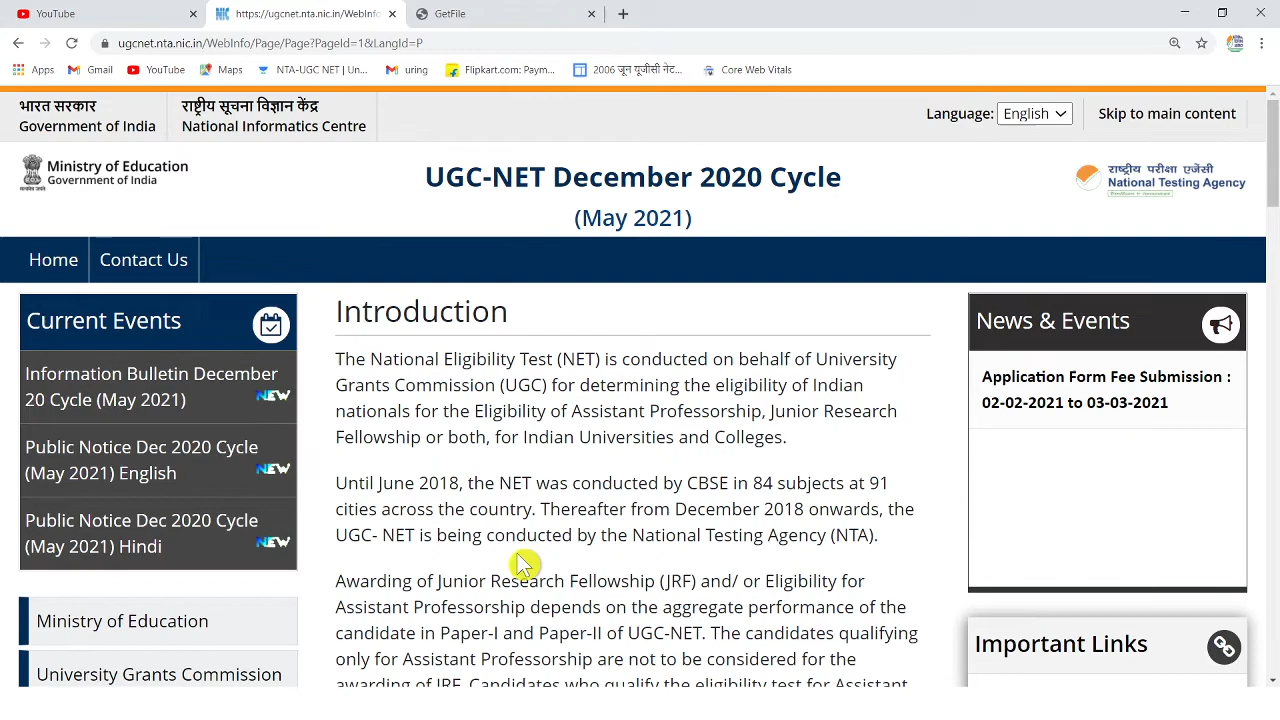 YouTube
https://ugcnet.nta.nic.in/WebInfo
GetFile
ugcnet.nta.nic.in/WebInfo/Page/Page?PageId=1&LangId=P
Apps
Gmail
YouTube
Maps
NTA-UGC NET | Un...
uring
Flipkart.com: Paym...
2006 जून यूजीसी नेट...
Core Web Vitals
भारत सरकार
Government of India
राष्ट्रीय सूचना विज्ञान केंद्र
National Informatics Centre
Language: English
Skip to main content
Ministry of Education
Government of India
UGC-NET December 2020 Cycle
(May 2021)
राष्ट्रीय परीक्षा एजेंसी
National Testing Agency
Home
Contact Us
Current Events
Information Bulletin December
20 Cycle (May 2021)
NEW
Public Notice Dec 2020 Cycle
(May 2021) English
NEW
Public Notice Dec 2020 Cycle
(May 2021) Hindi
NEW
Ministry of Education
University Grants Commission
Introduction
The National Eligibility Test (NET) is conducted on behalf of University
Grants Commission (UGC) for determining the eligibility of Indian
nationals for the Eligibility of Assistant Professorship, Junior Research
Fellowship or both, for Indian Universities and Colleges.
Until June 2018, the NET was conducted by CBSE in 84 subjects at 91
cities across the country. Thereafter from December 2018 onwards, the
UGC- NET is being conducted by the National Testing Agency (NTA).
Awarding of Junior Research Fellowship (JRF) and/ or Eligibility for
Assistant Professorship depends on the aggregate performance of the
candidate in Paper-I and Paper-II of UGC-NET. The candidates qualifying
only for Assistant Professorship are not to be considered for the
awarding of JRF. Candidates who qualify the eligibility test for Assistant
News & Events
Application Form Fee Submission :
02-02-2021 to 03-03-2021
Important Links